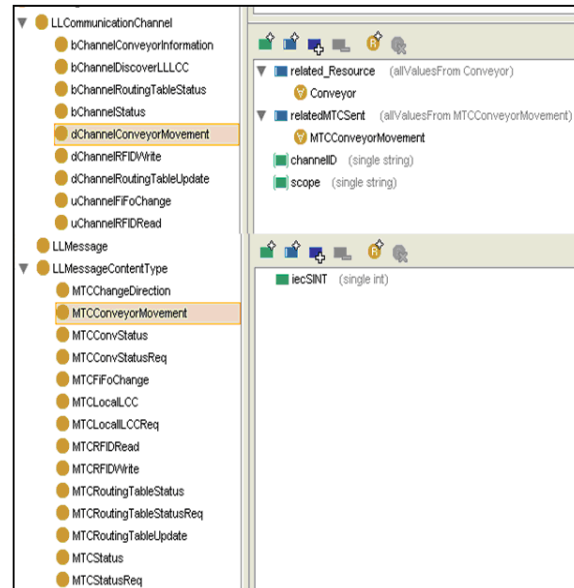 LLCommunicationChannel
bChannelConveyorInformation
bChannelDiscoverLLLCC
bChannelRoutingTableStatus
bChannelStatus
dChannelConveyorMovement
dChannelRFIDWrite
dChannelRoutingTableUpdate
uChannelFiFoChange
uChannelRFIDRead
LLMessage
LLMessageContentType
MTCChangeDirection
MTCConveyorMovement
MTCConvStatus
MTCConvStatusReq
MTCFiFoChange
MTCLocalLCC
MTCLocalLCCReq
MTCRFIDRead
MTCRFIDWrite
MTCRoutingTableStatus
MTCRoutingTableStatusReq
MTCRoutingTableUpdate
MTCStatus
MTCStatusReq
related_Resource (allValuesFrom Conveyor)
Conveyor
relatedMTCSent (allValuesFrom MTCConveyorMovement)
MTCConveyorMovement
channelID (single string)
scope (single string)
iecSINT (single int)